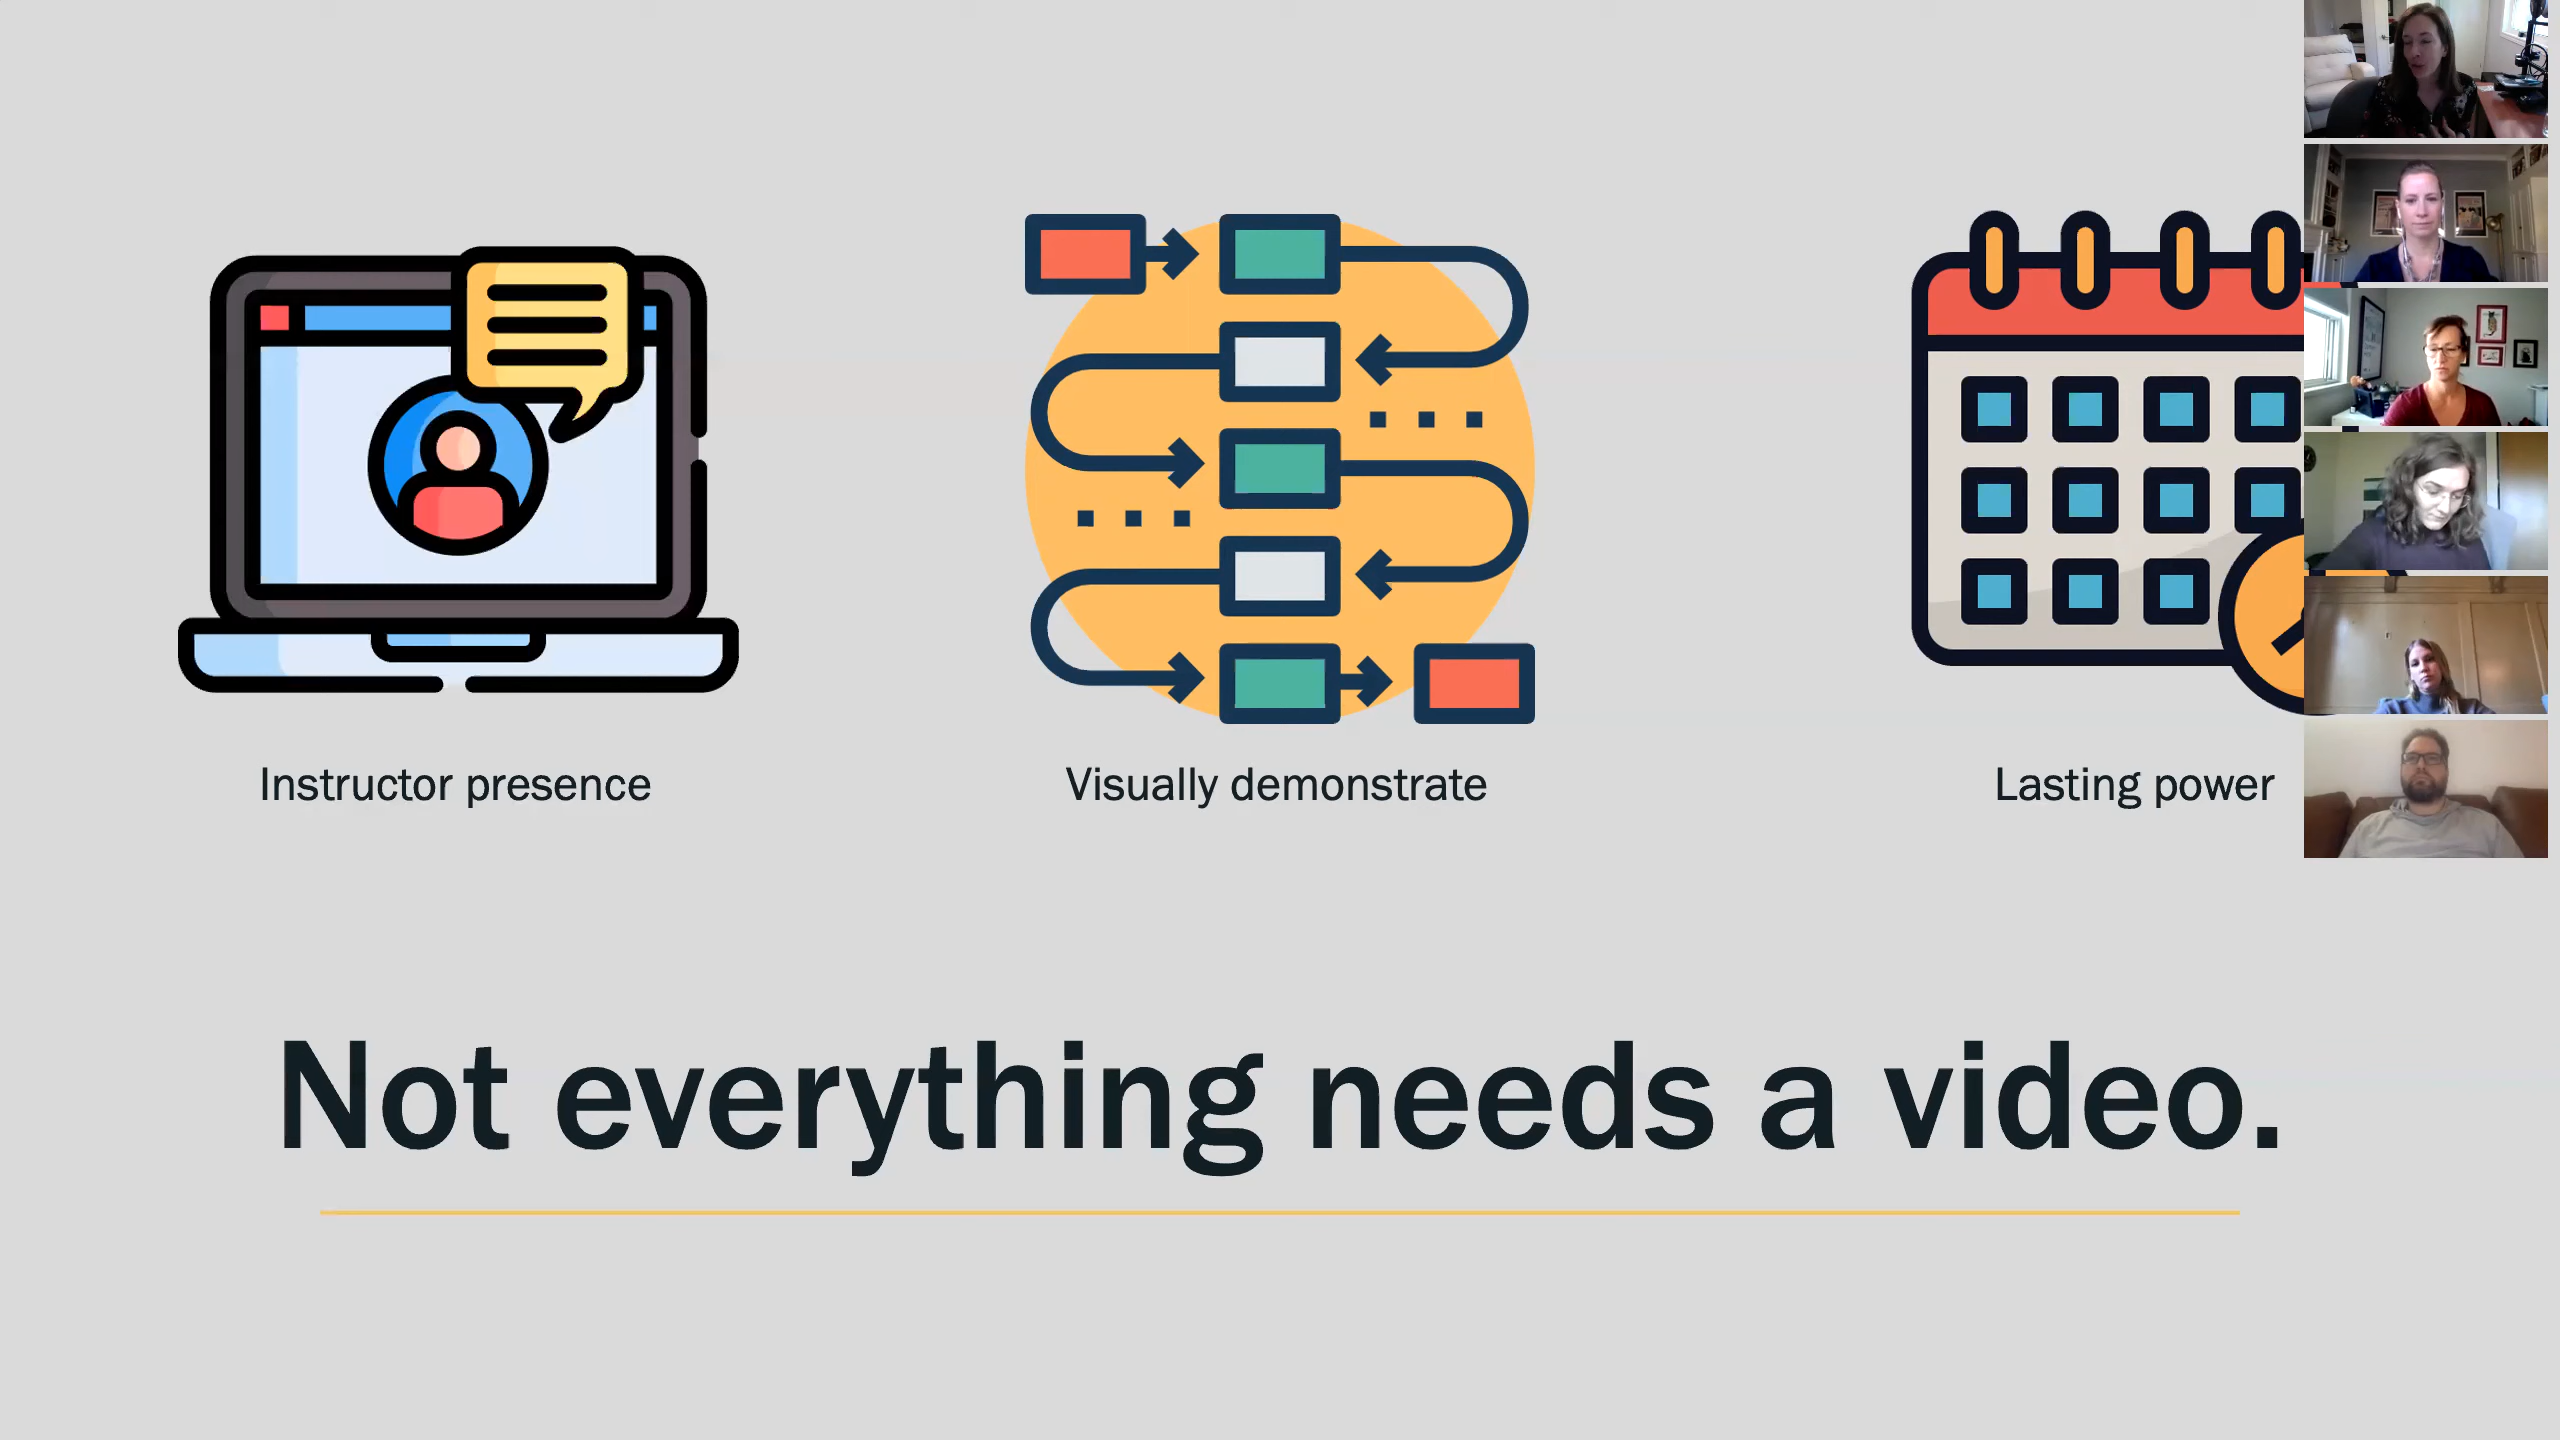 Instructor presence
Visually demonstrate
Lasting power
Not everything needs a video.